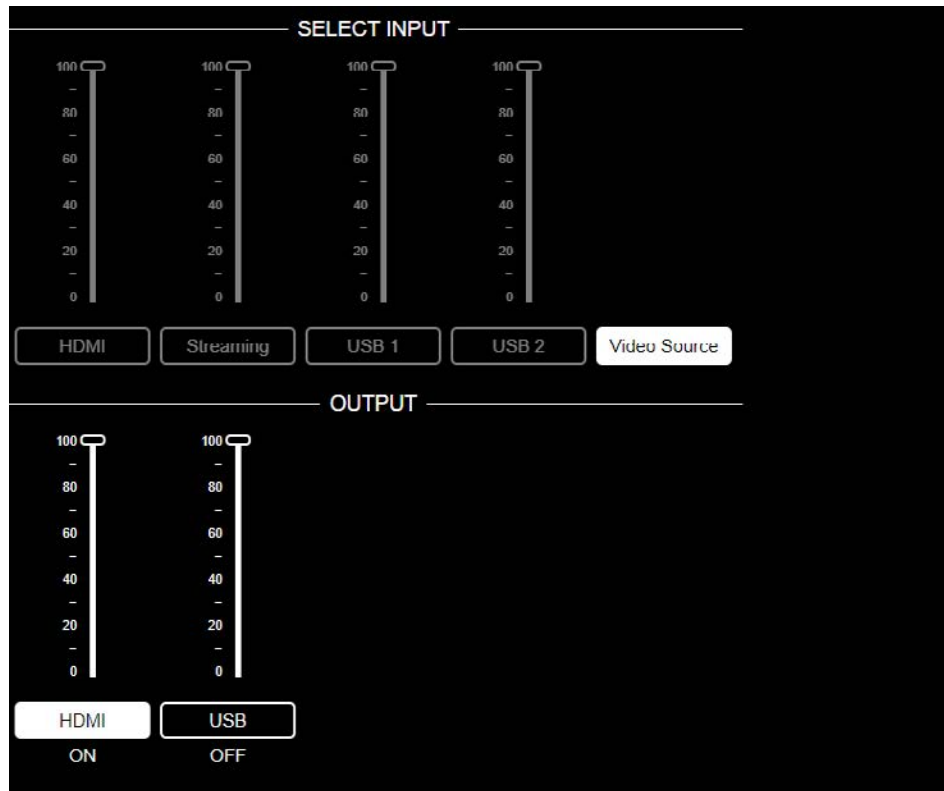 SELECT INPUT
100 100 100 100
– – – –
80 80 80 80
– – – –
60 60 60 60
– – – –
40 40 40 40
– – – –
20 20 20 20
– – – –
0 0 0 0
HDMI Streaming USB 1 USB 2 Video Source
OUTPUT
100 100
– –
80 80
– –
60 60
– –
40 40
– –
20 20
– –
0 0
HDMI USB
ON OFF